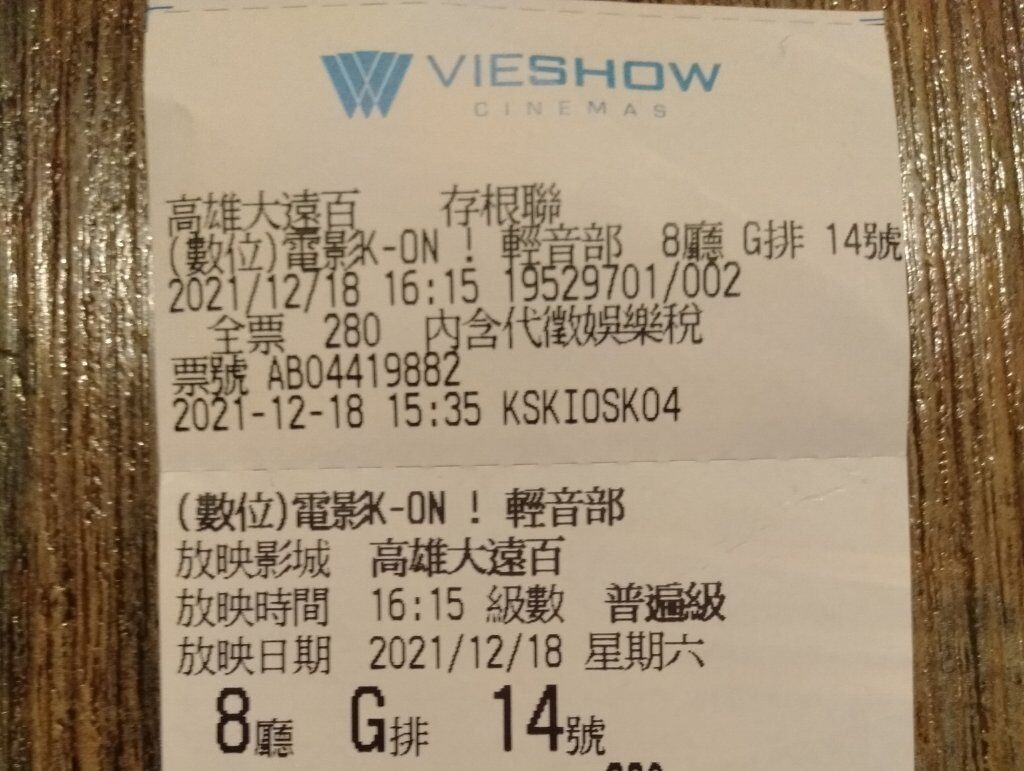 VIESHOW
CINEMAS
高雄大遠百 存根聯
(數位)電影K-ON ! 輕音部 8廳 G排 14號
2021/12/18 16:15 19529701/002
全票 280 內含代徵娛樂稅
票號 AB04419882
2021-12-18 15:35 KSKIOSK04
(數位)電影K-ON ! 輕音部
放映影城 高雄大遠百
放映時間 16:15 級數 普遍級
放映日期 2021/12/18 星期六
8廳 G排 14號